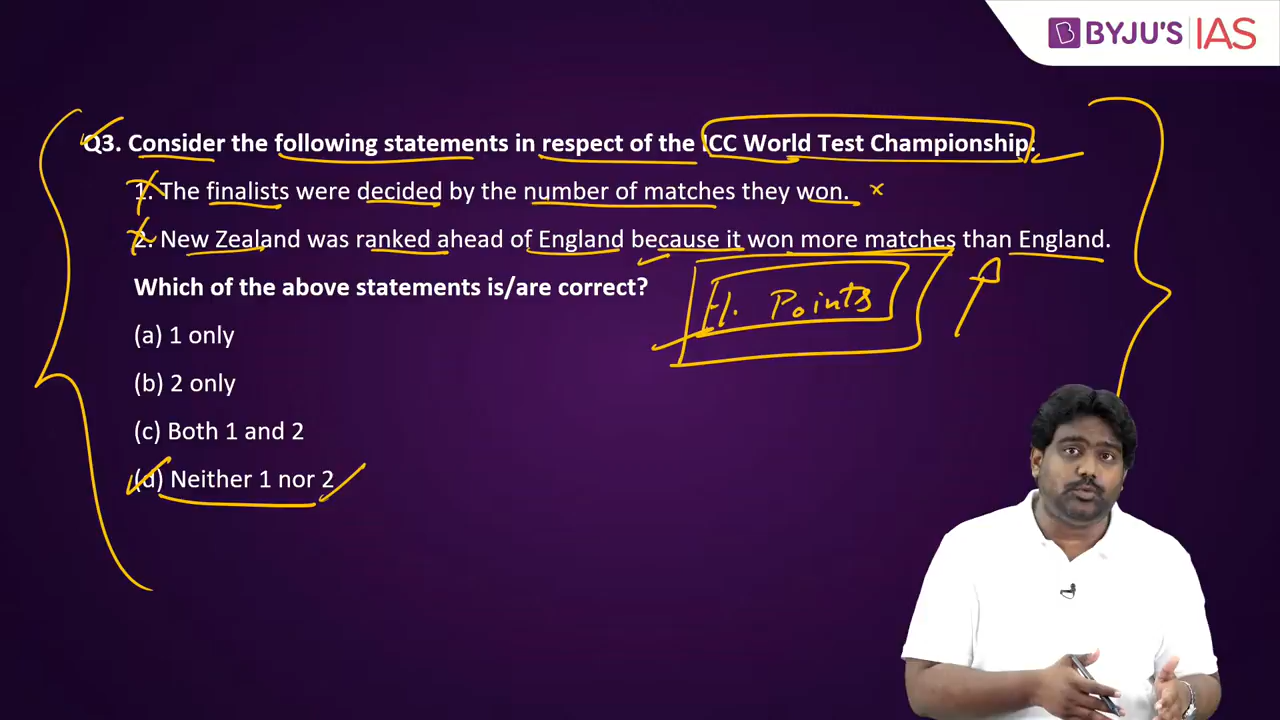 BYJU'S IAS
Q3. Consider the following statements in respect of the ICC World Test Championship:
1. The finalists were decided by the number of matches they won.
2. New Zealand was ranked ahead of England because it won more matches than England.
Which of the above statements is/are correct?
Points
(a) 1 only
(b) 2 only
(c) Both 1 and 2
(d) Neither 1 nor 2